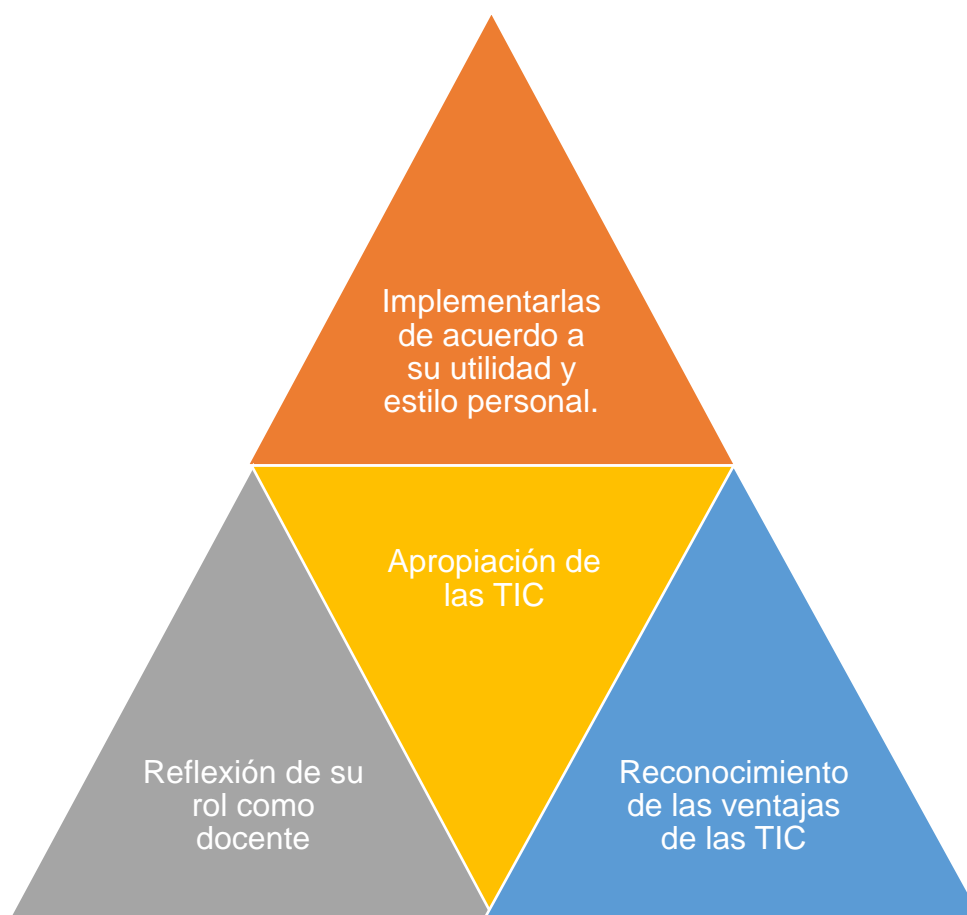 Implementarlas
de acuerdo a
su utilidad y
estilo personal.
Apropiación de
las TIC
Reflexión de su
rol como
docente
Reconocimiento
de las ventajas
de las TIC